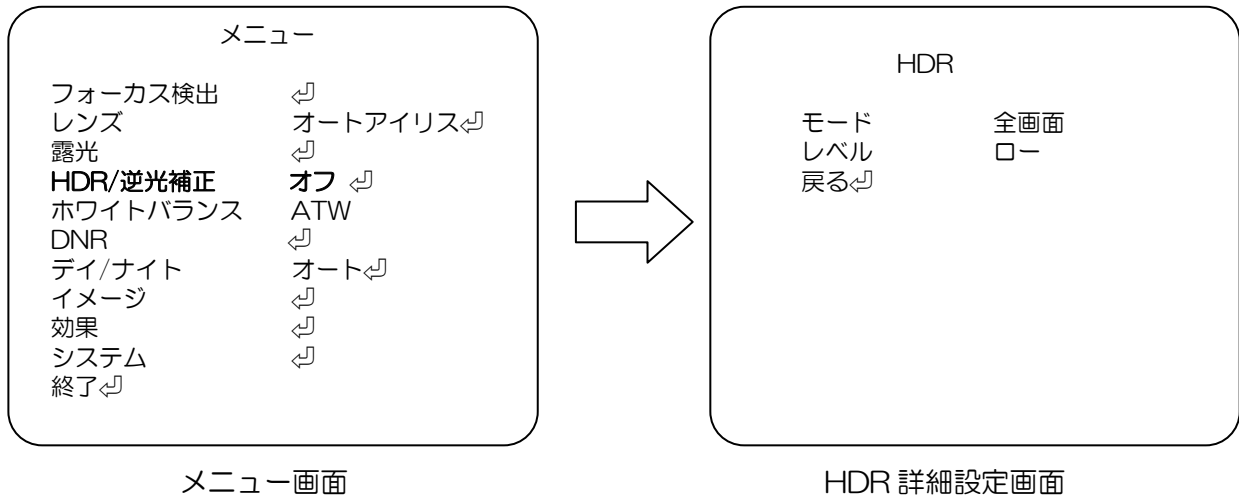 メニュー
フォーカス検出 ⏎
レンズ オートアイリス⏎
露光 ⏎
HDR/逆光補正 オフ ⏎
ホワイトバランス ATW
DNR ⏎
デイ/ナイト オート⏎
イメージ ⏎
効果 ⏎
システム ⏎
終了⏎
メニュー画面
HDR
モード 全画面
レベル ロー
戻る⏎
HDR 詳細設定画面